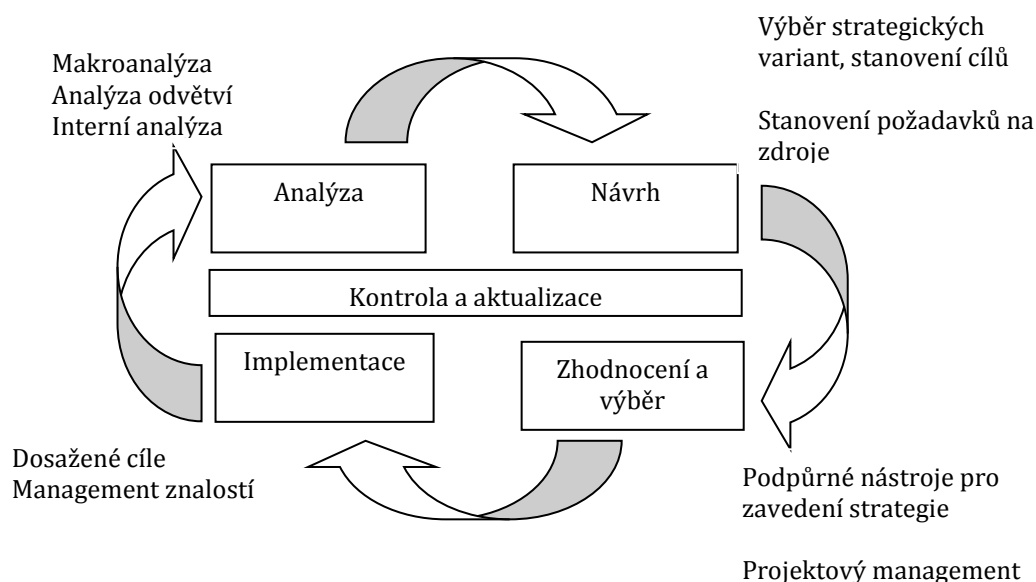 Výběr strategických
variant, stanovení cílů
Makroanalýza
Analýza odvětví
Interní analýza
Stanovení požadavků na
zdroje
Analýza
Návrh
Kontrola a aktualizace
Implementace
Zhodnocení a
výběr
Dosažené cíle
Management znalostí
Podpůrné nástroje pro
zavedení strategie
Projektový management